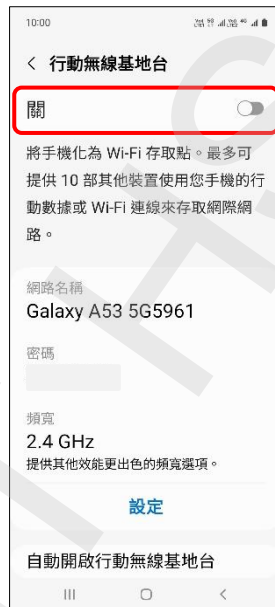 10:00
< 行動無線基地台
關
將手機化為 Wi-Fi 存取點。最多可
提供 10 部其他裝置使用您手機的行
動數據或 Wi-Fi 連線來存取網際網
路。
網路名稱
Galaxy A53 5G5961
密碼
頻寬
2.4 GHz
提供其他效能更出色的頻寬選項。
設定
自動開啟行動無線基地台